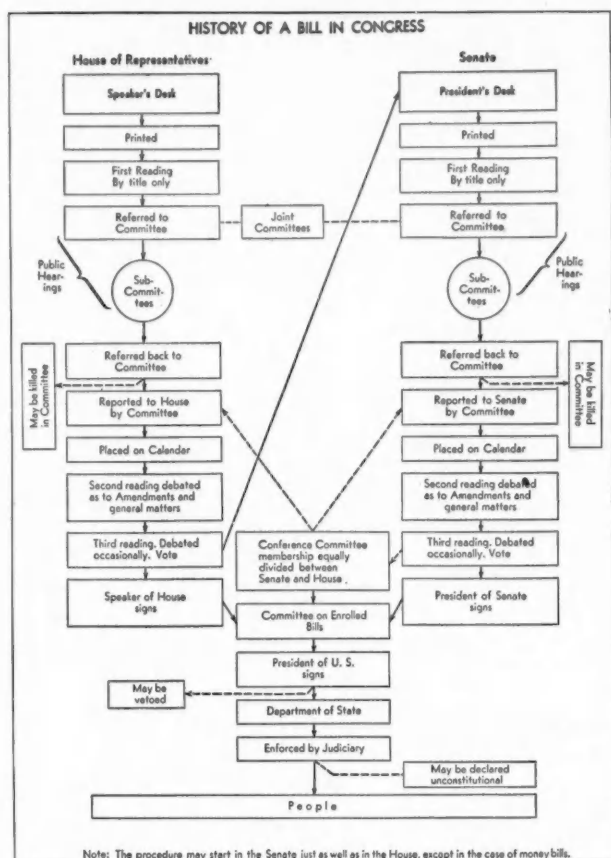 HISTORY OF A BILL IN CONGRESS
House of Representatives
Speaker's Desk
Printed
First Reading
By title only
Referred to
Committee
Public
Hear-
ings
Sub-
Commit-
tees
Referred back to
Committee
May be killed
in Committee
Reported to House
by Committee
Placed on Calendar
Second reading debated
as to Amendments and
general matters
Third reading. Debated
occasionally. Vote
Speaker of House
signs
Joint
Committees
Senate
President's Desk
Printed
First Reading
By title only
Referred to
Committee
Public
Hear-
ings
Sub-
Commit-
tees
Referred back to
Committee
May be killed
in Committee
Reported to Senate
by Committee
Placed on Calendar
Second reading debated
as to Amendments and
general matters
Third reading. Debated
occasionally. Vote
President of Senate
signs
Conference Committee
membership equally
divided between
Senate and House.
Committee on Enrolled
Bills
President of U. S.
signs
May be
vetoed
Department of State
Enforced by Judiciary
May be declared
unconstitutional
People
Note: The procedure may start in the Senate just as well as in the House, except in the case of money bills.